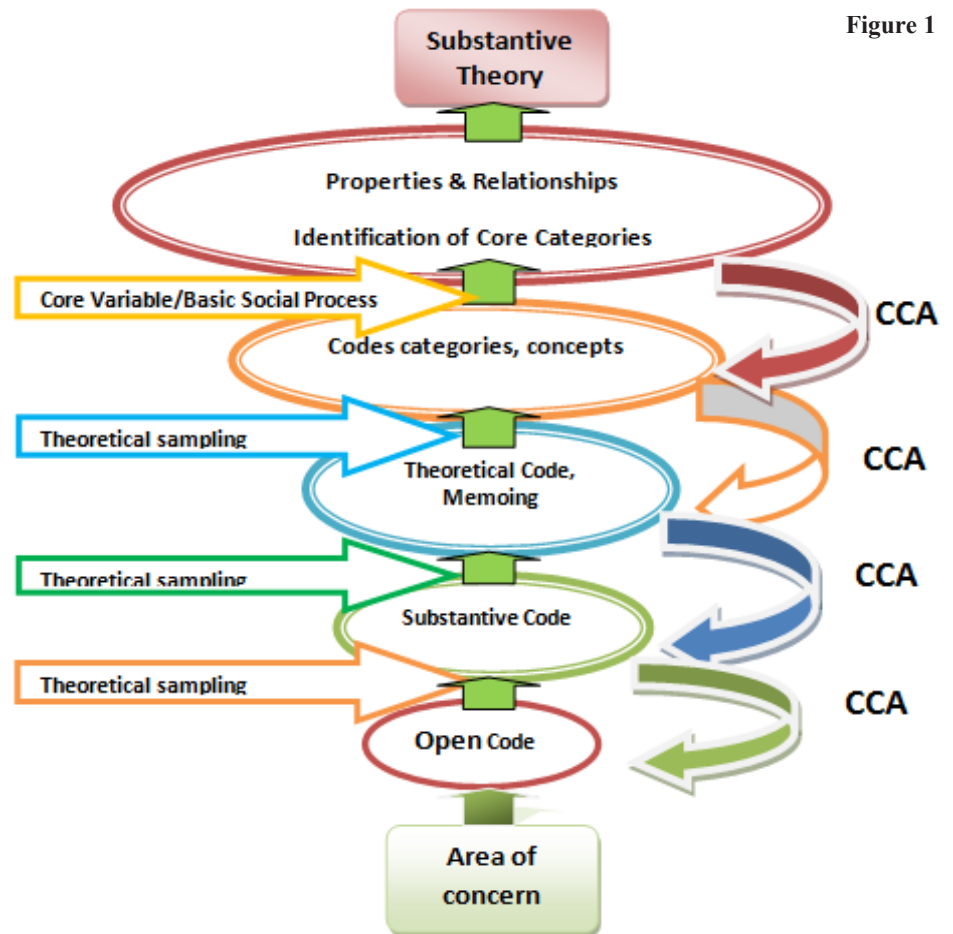 Figure 1
Substantive
Theory
Properties & Relationships
Identification of Core Categories
Core Variable/Basic Social Process
CCA
Codes categories, concepts
Theoretical sampling
CCA
Theoretical Code,
Memoing
Theoretical sampling
CCA
Substantive Code
Theoretical sampling
CCA
Open Code
Area of
concern